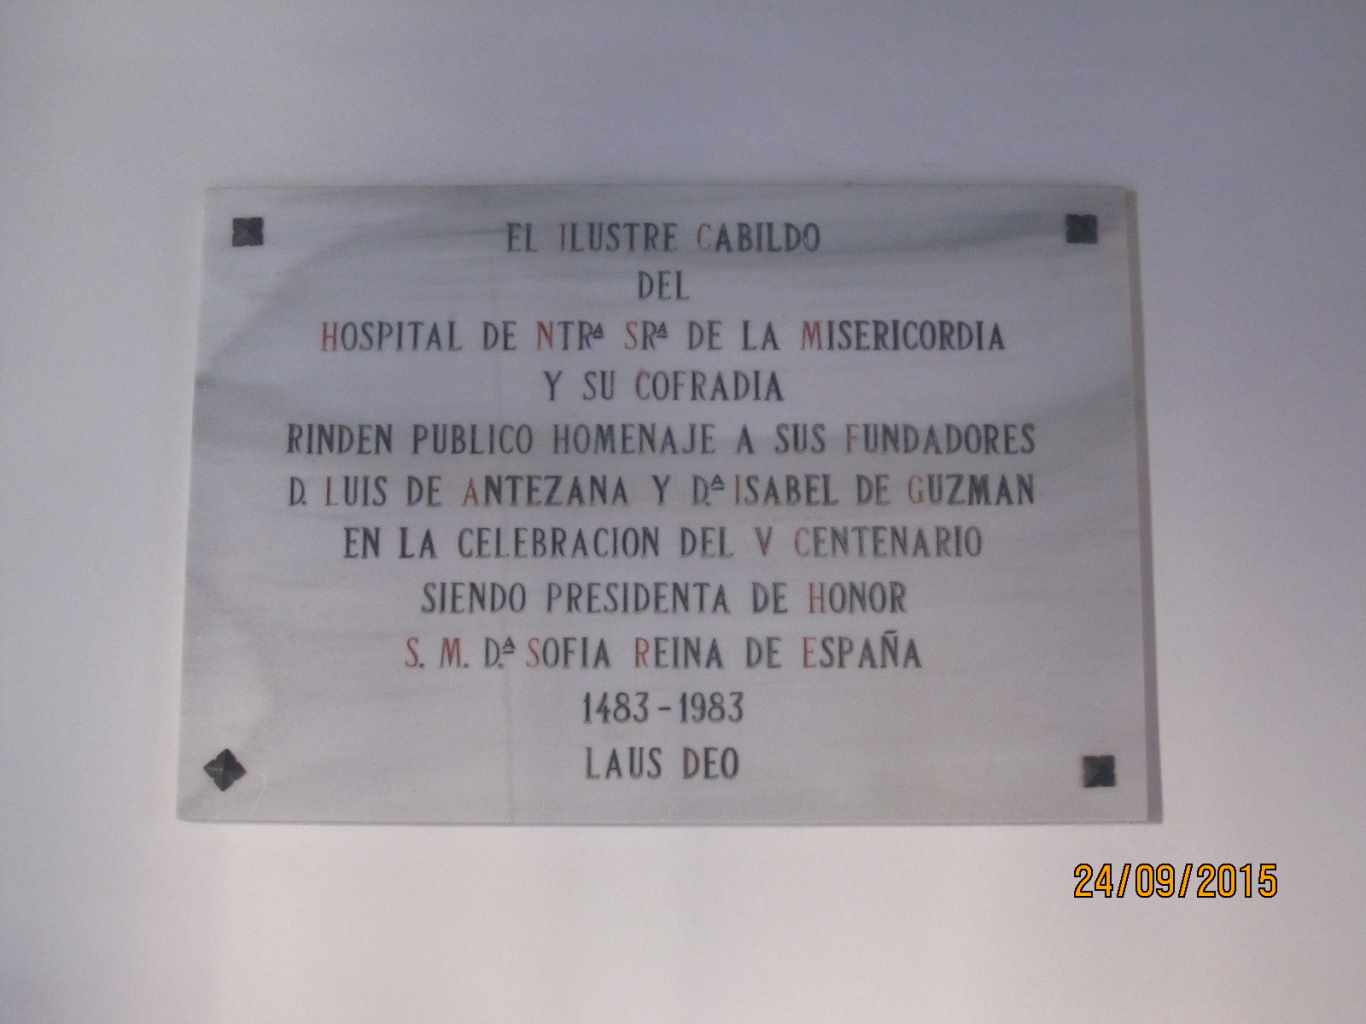 EL ILUSTRE CABILDO
DEL
HOSPITAL DE NTRª SRª DE LA MISERICORDIA
Y SU COFRADIA
RINDEN PUBLICO HOMENAJE A SUS FUNDADORES
D. LUIS DE ANTEZANA Y D.ª ISABEL DE GUZMAN
EN LA CELEBRACION DEL V CENTENARIO
SIENDO PRESIDENTA DE HONOR
S. M. D.ª SOFIA REINA DE ESPAÑA
1483-1983
LAUS DEO
24/09/2015